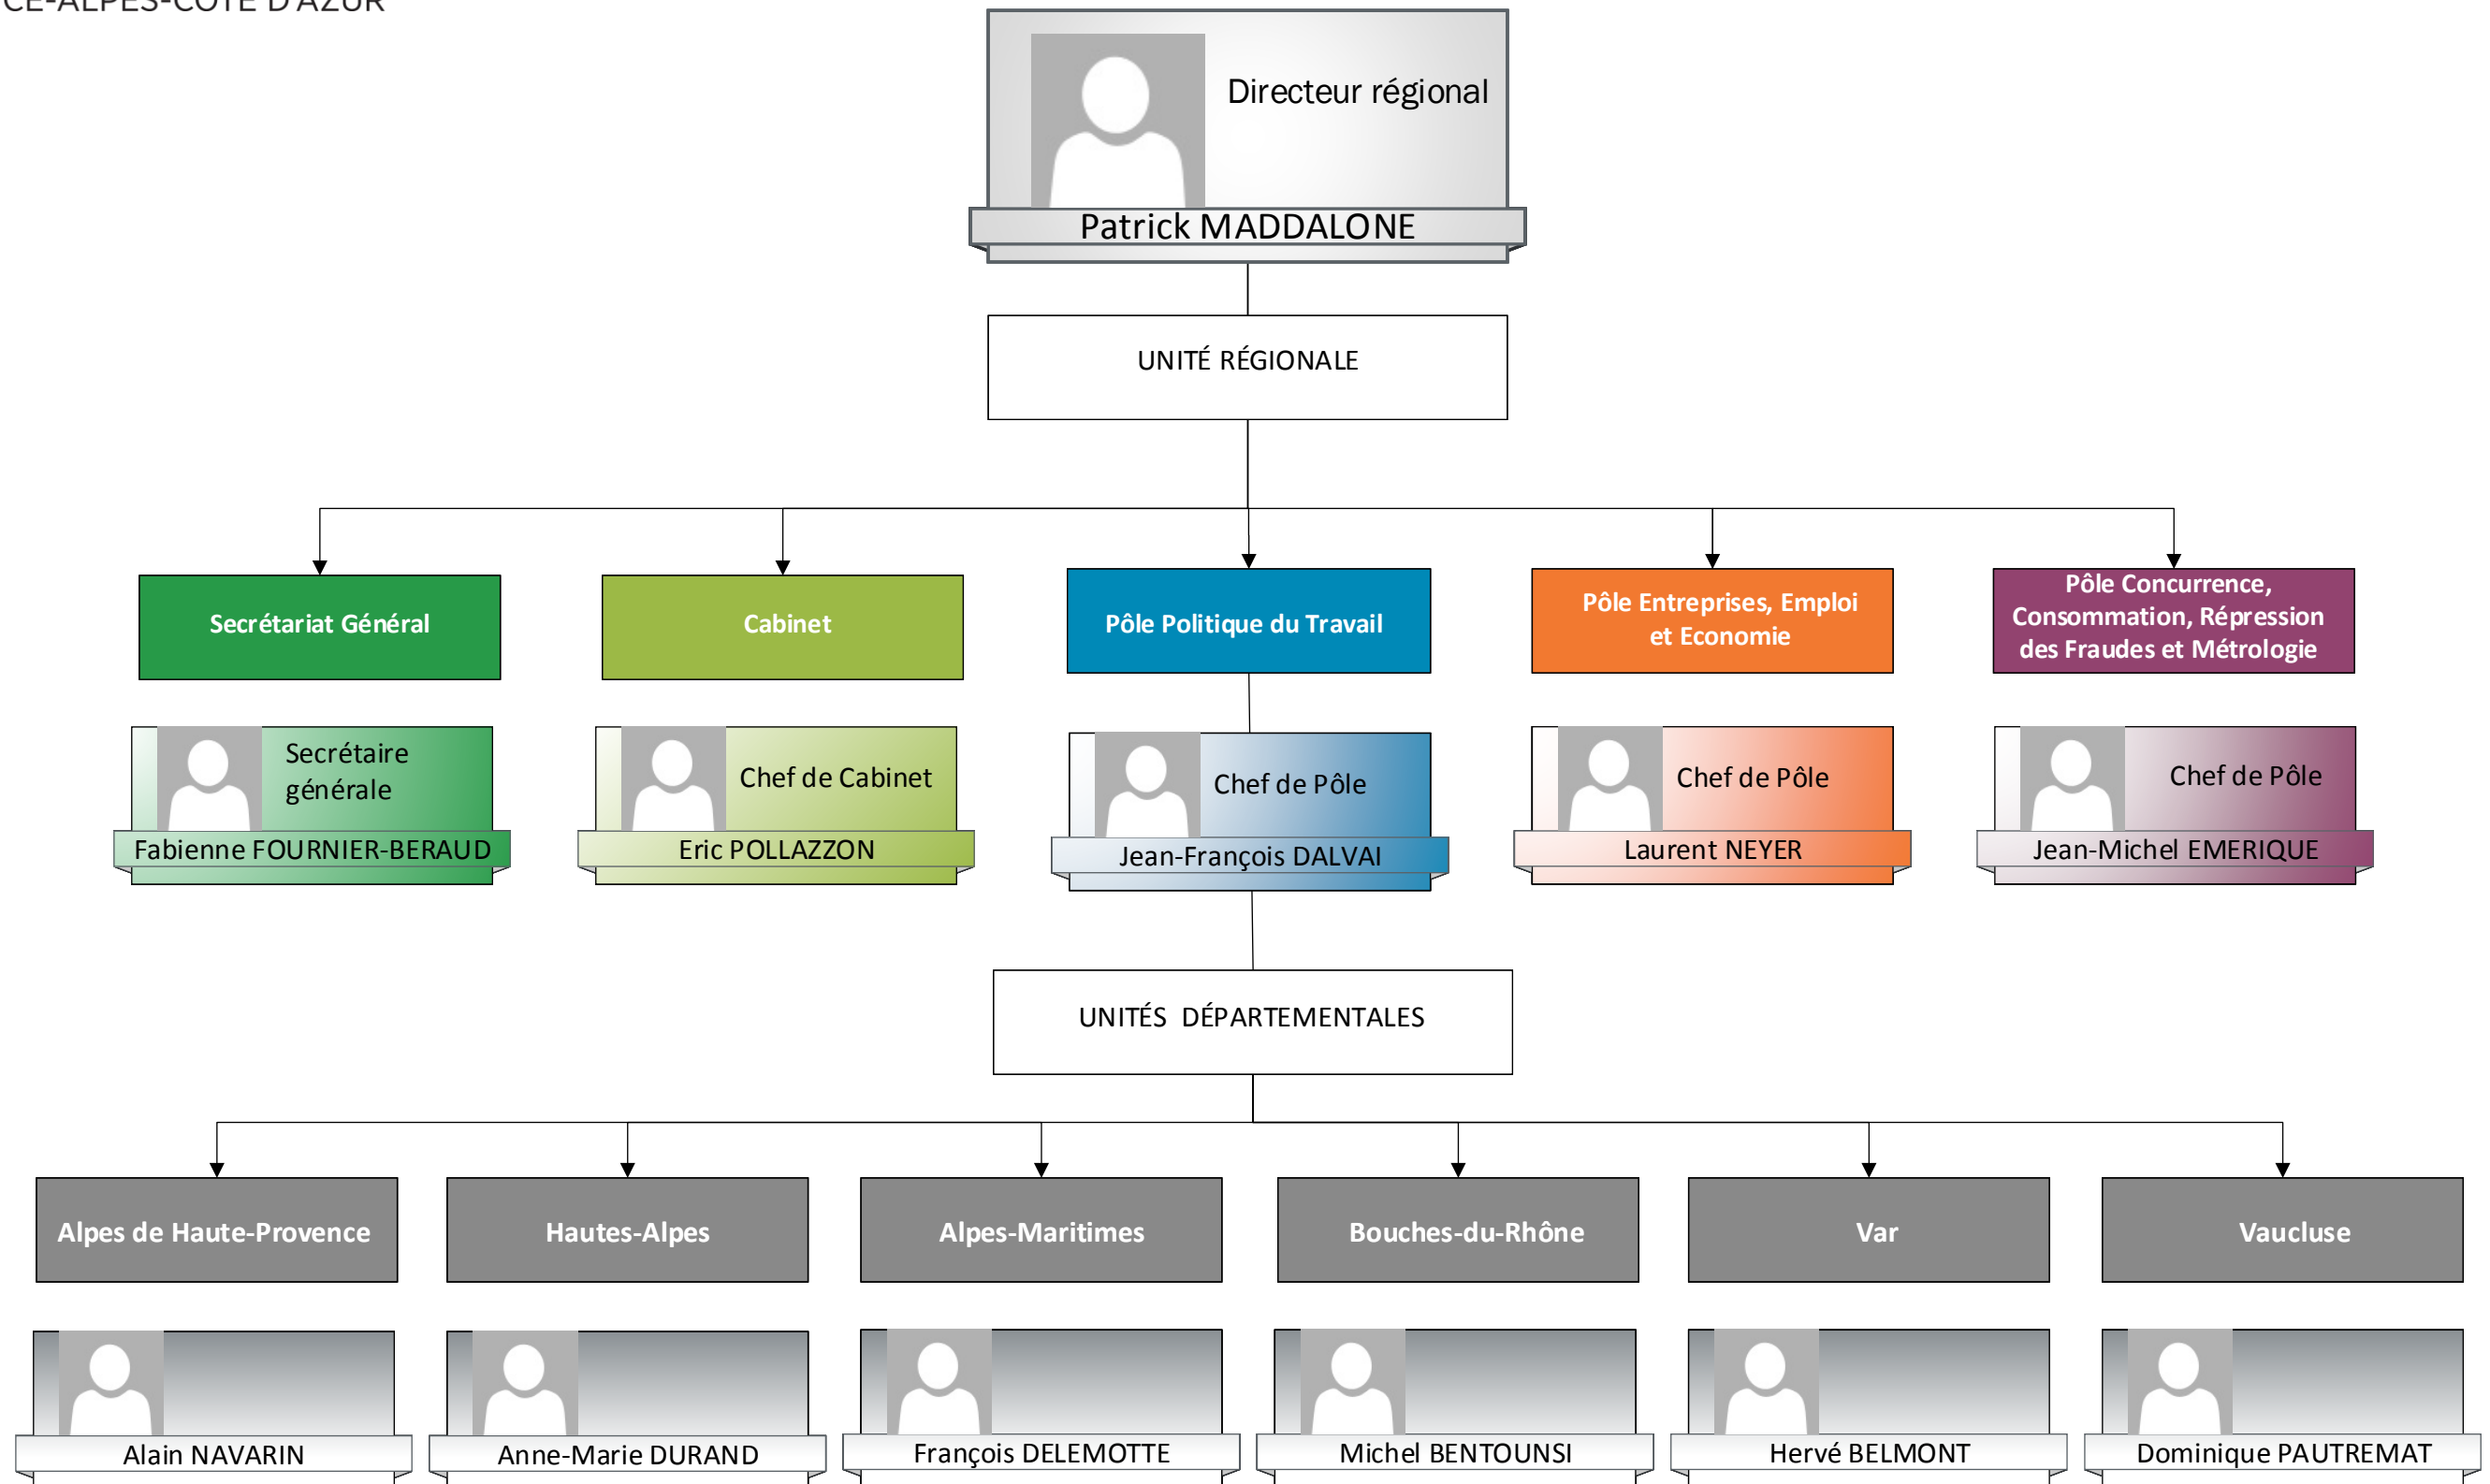 CE-ALPES-CÔTE D'AZUR
Directeur régional
Patrick MADDALONE
UNITÉ RÉGIONALE
Secrétariat Général
Cabinet
Pôle Politique du Travail
Pôle Entreprises, Emploi
et Economie
Pôle Concurrence,
Consommation, Répression
des Fraudes et Métrologie
Secrétaire
générale
Fabienne FOURNIER-BERAUD
Chef de Cabinet
Eric POLLAZZON
Chef de Pôle
Jean-François DALVAI
Chef de Pôle
Laurent NEYER
Chef de Pôle
Jean-Michel EMERIQUE
UNITÉS DÉPARTEMENTALES
Alpes de Haute-Provence
Hautes-Alpes
Alpes-Maritimes
Bouches-du-Rhône
Var
Vaucluse
Alain NAVARIN
Anne-Marie DURAND
François DELEMOTTE
Michel BENTOUNSI
Hervé BELMONT
Dominique PAUTREMAT